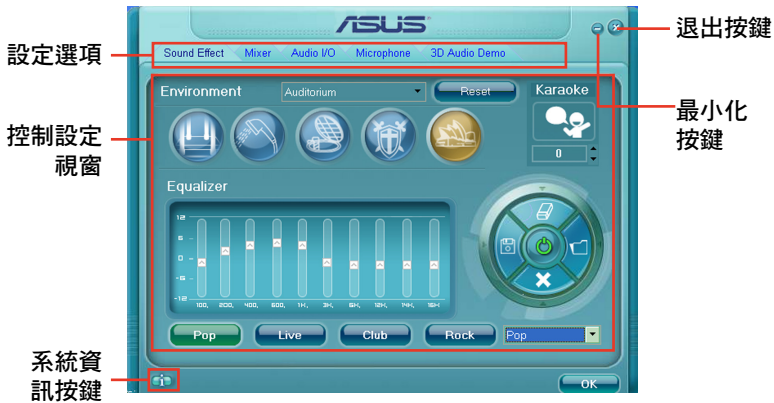 ASUS
退出按鍵
設定選項
Sound Effect Mixer Audio I/O Microphone 3D Audio Demo
Environment Auditorium Reset Karaoke
最小化
按鍵
控制設定
視窗
0
Equalizer
12
6
0
-6
-12
100, 200, 400, 600, 1K, 3K, 6K, 12K, 14K, 16K
Pop Live Club Rock Pop
系統資
訊按鍵
i
OK